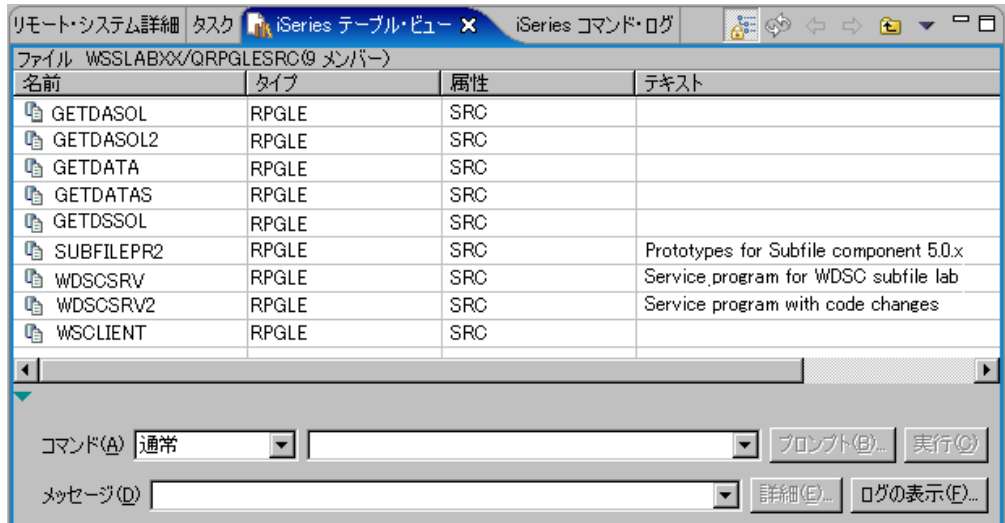 リモート・システム詳細 タスク iSeries テーブル・ビュー iSeries コマンド・ログ
ファイル WSSLABXX/QRPGLESRC(9 メンバー)
名前 タイプ 属性 テキスト
GETDASOL RPGLE SRC
GETDASOL2 RPGLE SRC
GETDATA RPGLE SRC
GETDATAS RPGLE SRC
GETDSSOL RPGLE SRC
SUBFILEPR2 RPGLE SRC Prototypes for Subfile component 5.0.x
WDSCSRV RPGLE SRC Service program for WDSC subfile lab
WDSCSRV2 RPGLE SRC Service program with code changes
WSCLIENT RPGLE SRC
コマンド(A) 通常 プロンプト(B)... 実行(C)
メッセージ(D) 詳細(E)... ログの表示(F)...